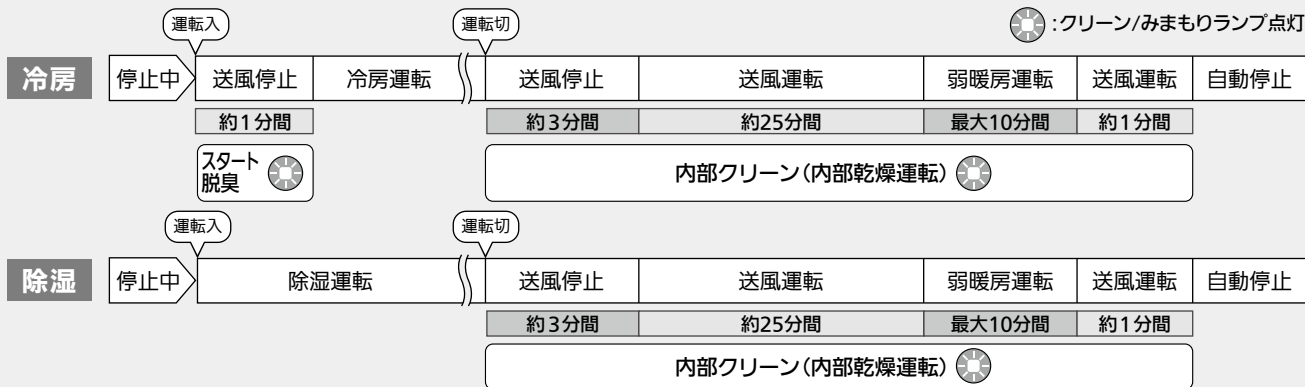 :クリーン/みまもりランプ点灯
運転入 運転切
冷房 停止中 送風停止 冷房運転 送風停止 送風運転 弱暖房運転 送風運転 自動停止
約1分間 約3分間 約25分間 最大10分間 約1分間
スタート
脱臭
内部クリーン(内部乾燥運転)
運転入 運転切
除湿 停止中 除湿運転 送風停止 送風運転 弱暖房運転 送風運転 自動停止
約3分間 約25分間 最大10分間 約1分間
内部クリーン(内部乾燥運転)